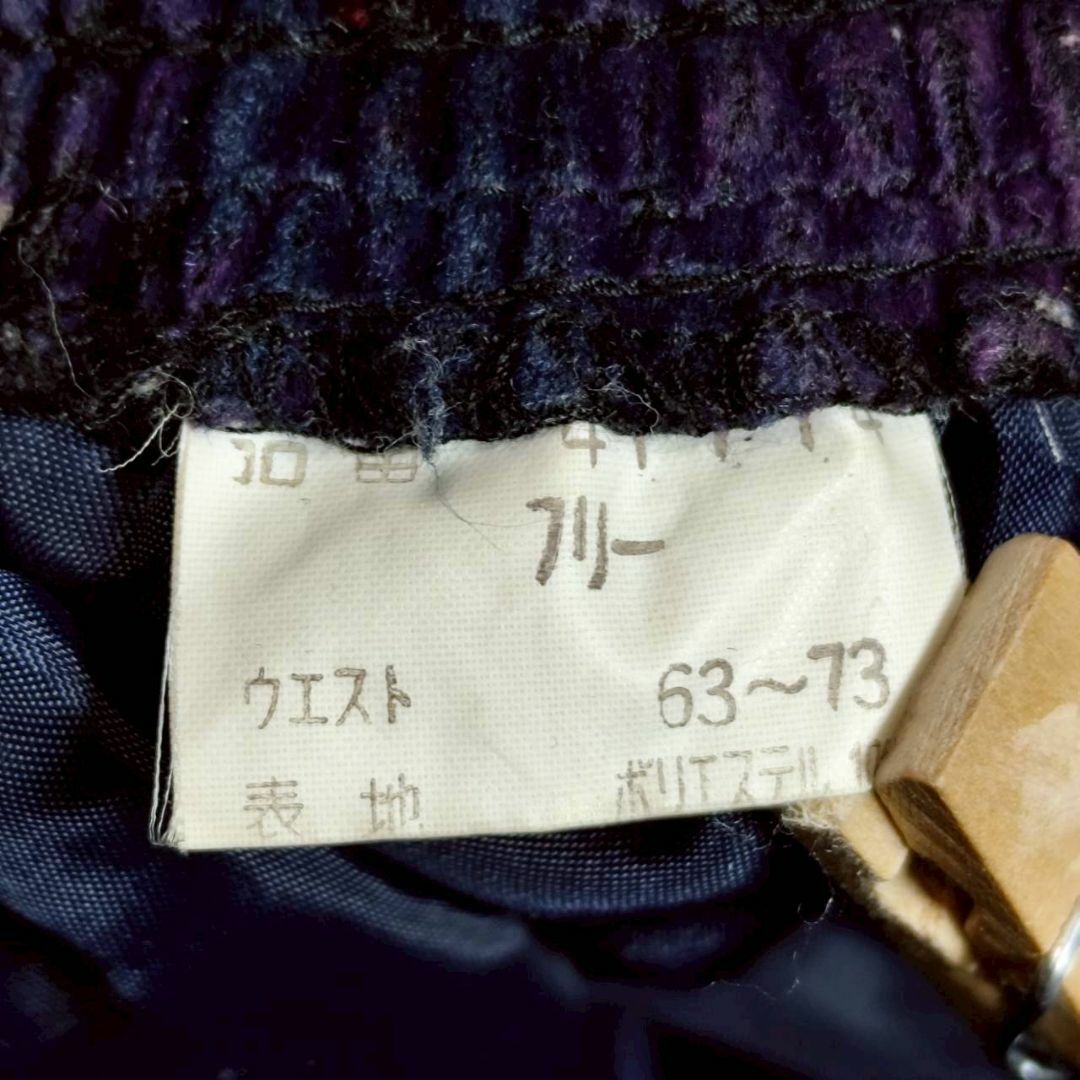 フリー
ウエスト 63〜73
表 地 ポリエステル